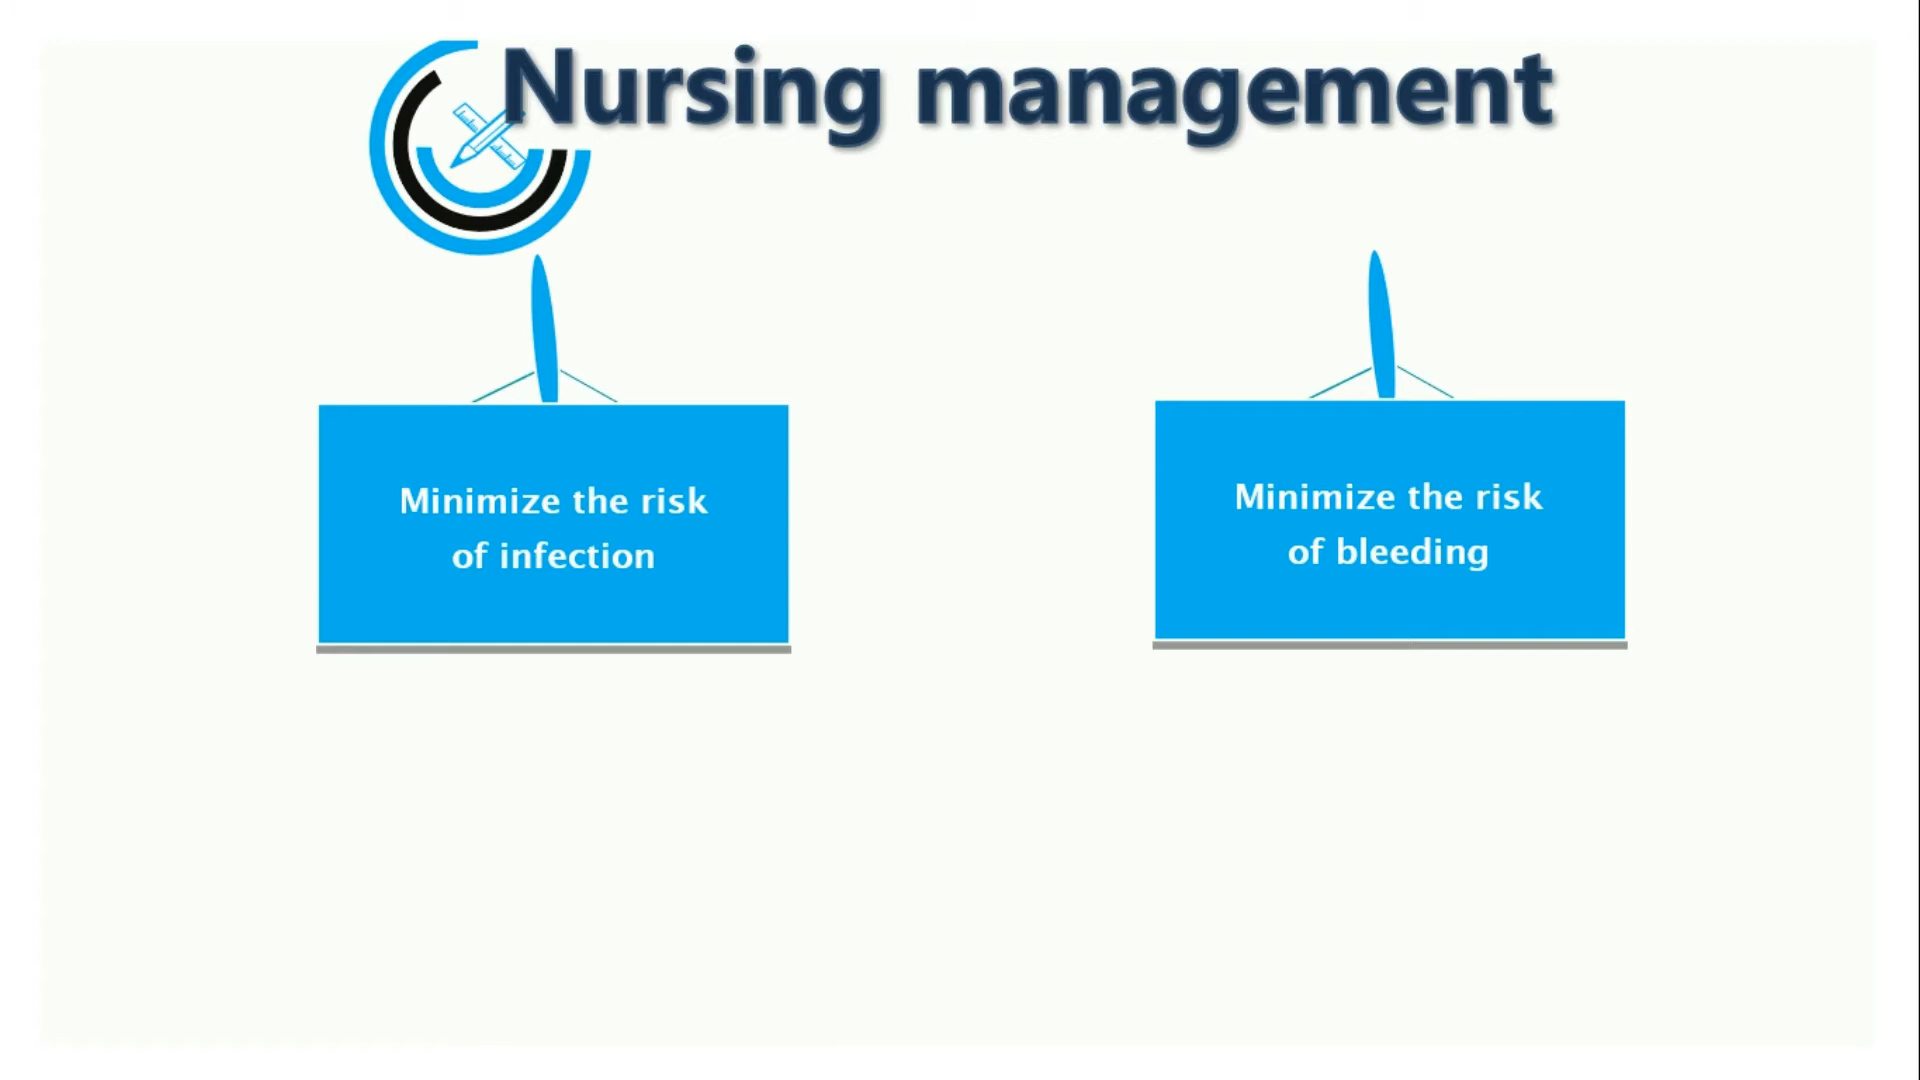 Nursing management
Minimize the risk
of infection
Minimize the risk
of bleeding